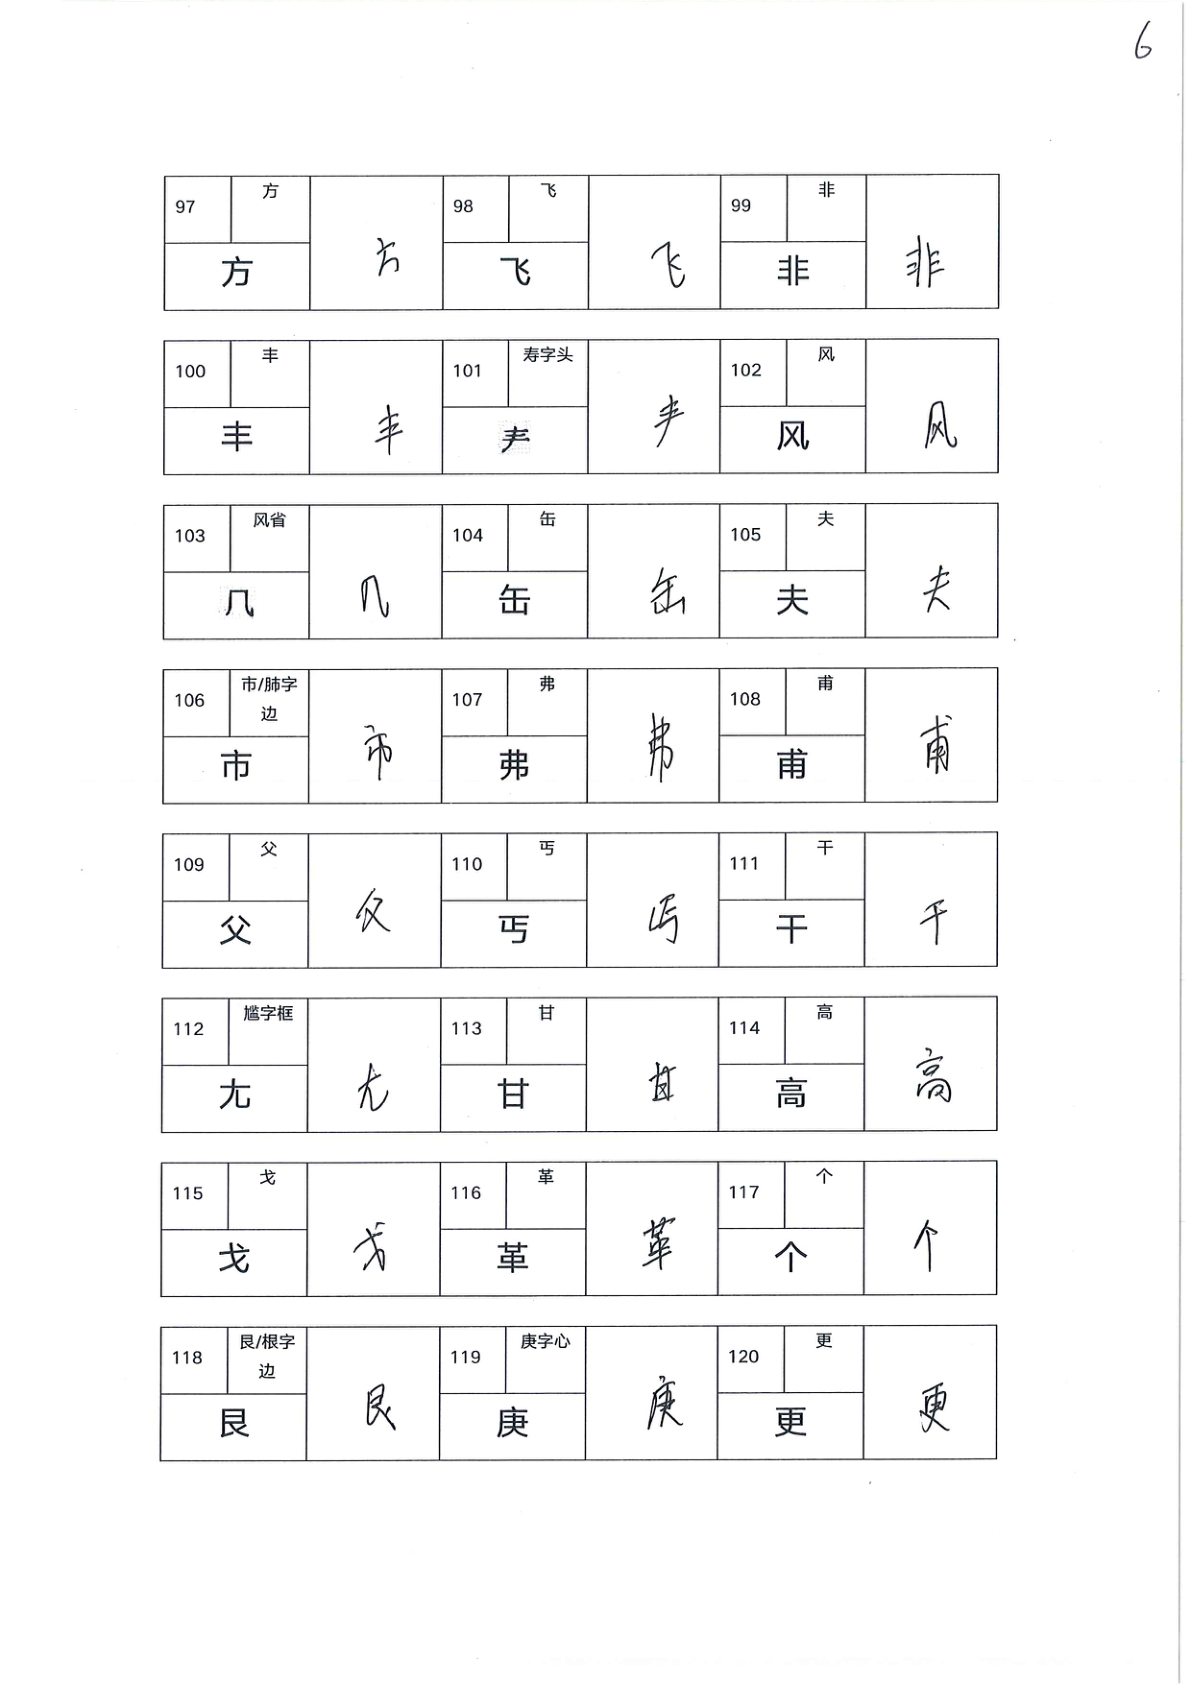 6
97 方 方 方 98 飞 飞 飞 99 非 非 非
100 丰 丰 丰 101 寿字头 龵 102 风 风 风
103 风省 几 几 104 缶 缶 缶 105 夫 夫 夫
106 市/肺字边 市 市 107 弗 弗 弗 108 甫 甫 甫
109 父 父 父 110 丐 丐 丐 111 干 干 干
112 尴字框 尢 尢 113 甘 甘 甘 114 高 高 高
115 戈 戈 戈 116 革 革 革 117 个 个 个
118 艮/根字边 艮 艮 119 庚字心 庚 庚 120 更 更 更